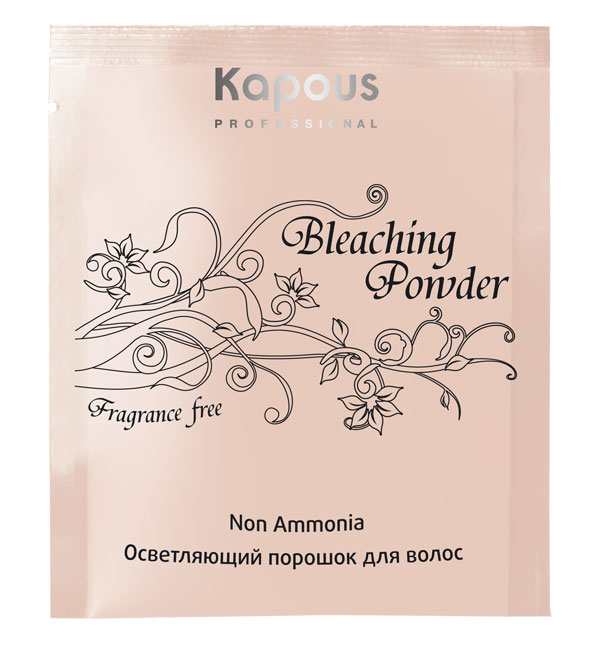 Kapous
PROFESSIONAL
Bleaching
Powder
Fragrance free
Non Ammonia
Осветляющий порошок для волос